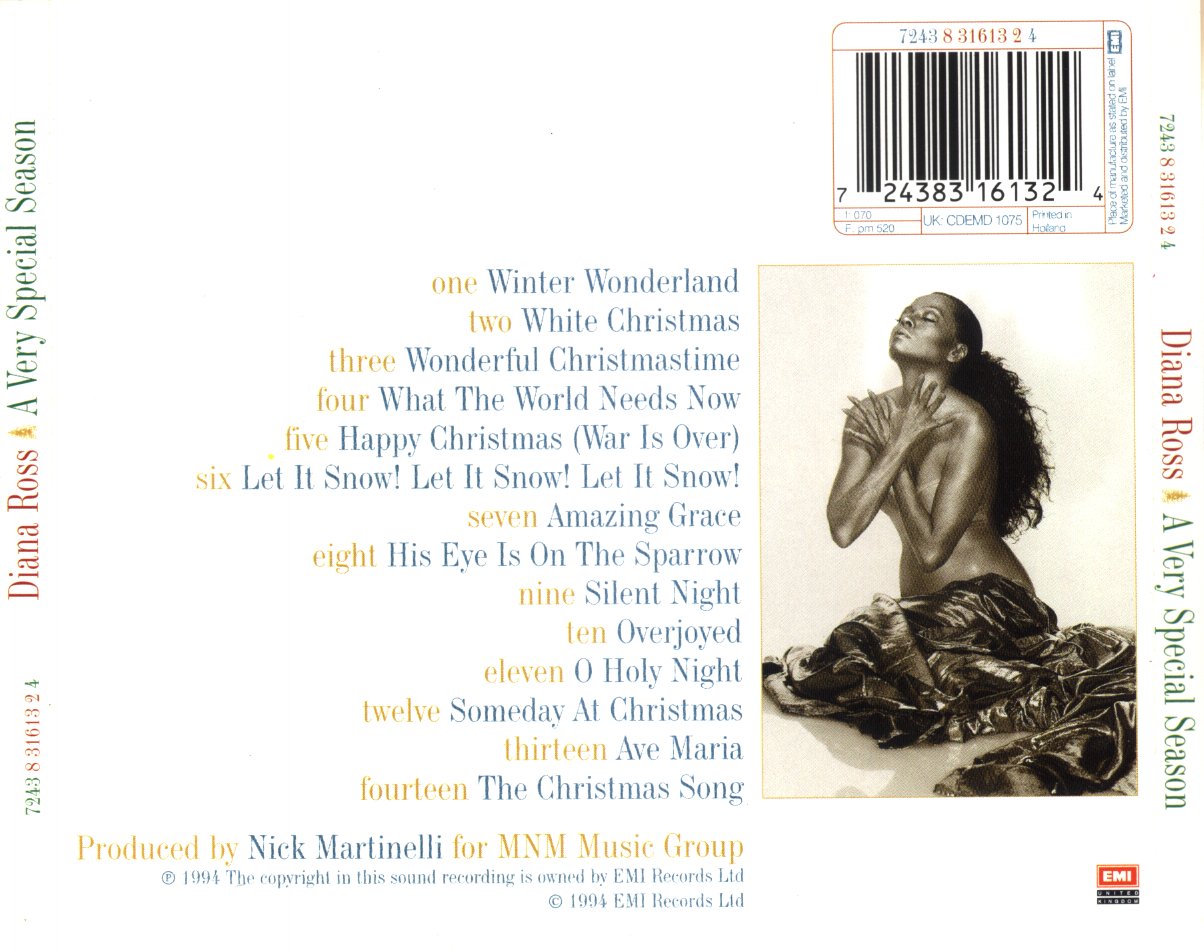 Diana Ross A Very Special Season
7243 8 31613 2 4
7243 8 31613 2 4
EMI
Place of manufacture as stated on label
Marketed and distributed by EMI
7 24383 16132 4
I: 070
F: pm 520
UK: CDEMD 1075
Printed in
Holland
one Winter Wonderland
two White Christmas
three Wonderful Christmastime
four What The World Needs Now
five Happy Christmas (War Is Over)
six Let It Snow! Let It Snow! Let It Snow!
seven Amazing Grace
eight His Eye Is On The Sparrow
nine Silent Night
ten Overjoyed
eleven O Holy Night
twelve Someday At Christmas
thirteen Ave Maria
fourteen The Christmas Song
Produced by Nick Martinelli for MNM Music Group
℗ 1994 The copyright in this sound recording is owned by EMI Records Ltd
© 1994 EMI Records Ltd
7243 8 31613 2 4
Diana Ross A Very Special Season
EMI
UNITED
KINGDOM